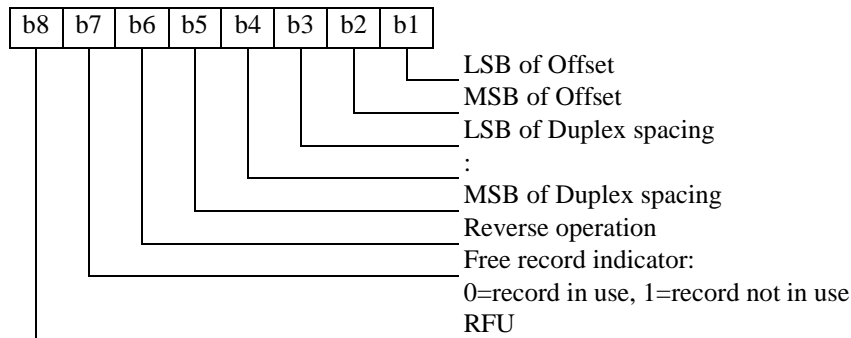 b8 b7 b6 b5 b4 b3 b2 b1
LSB of Offset
MSB of Offset
LSB of Duplex spacing
:
MSB of Duplex spacing
Reverse operation
Free record indicator:
0=record in use, 1=record not in use
RFU